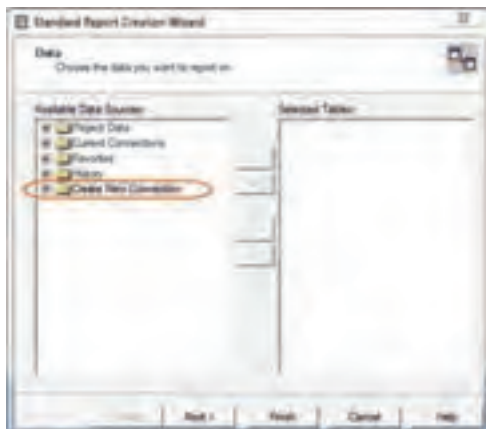 Standard Report Creation Wizard
Data
Choose the data you want to report on
Available Data Sources:
Selected Tables:
Project Data
Current Connections
Favorites
History
Create New Connection
Next >
Finish
Cancel
Help